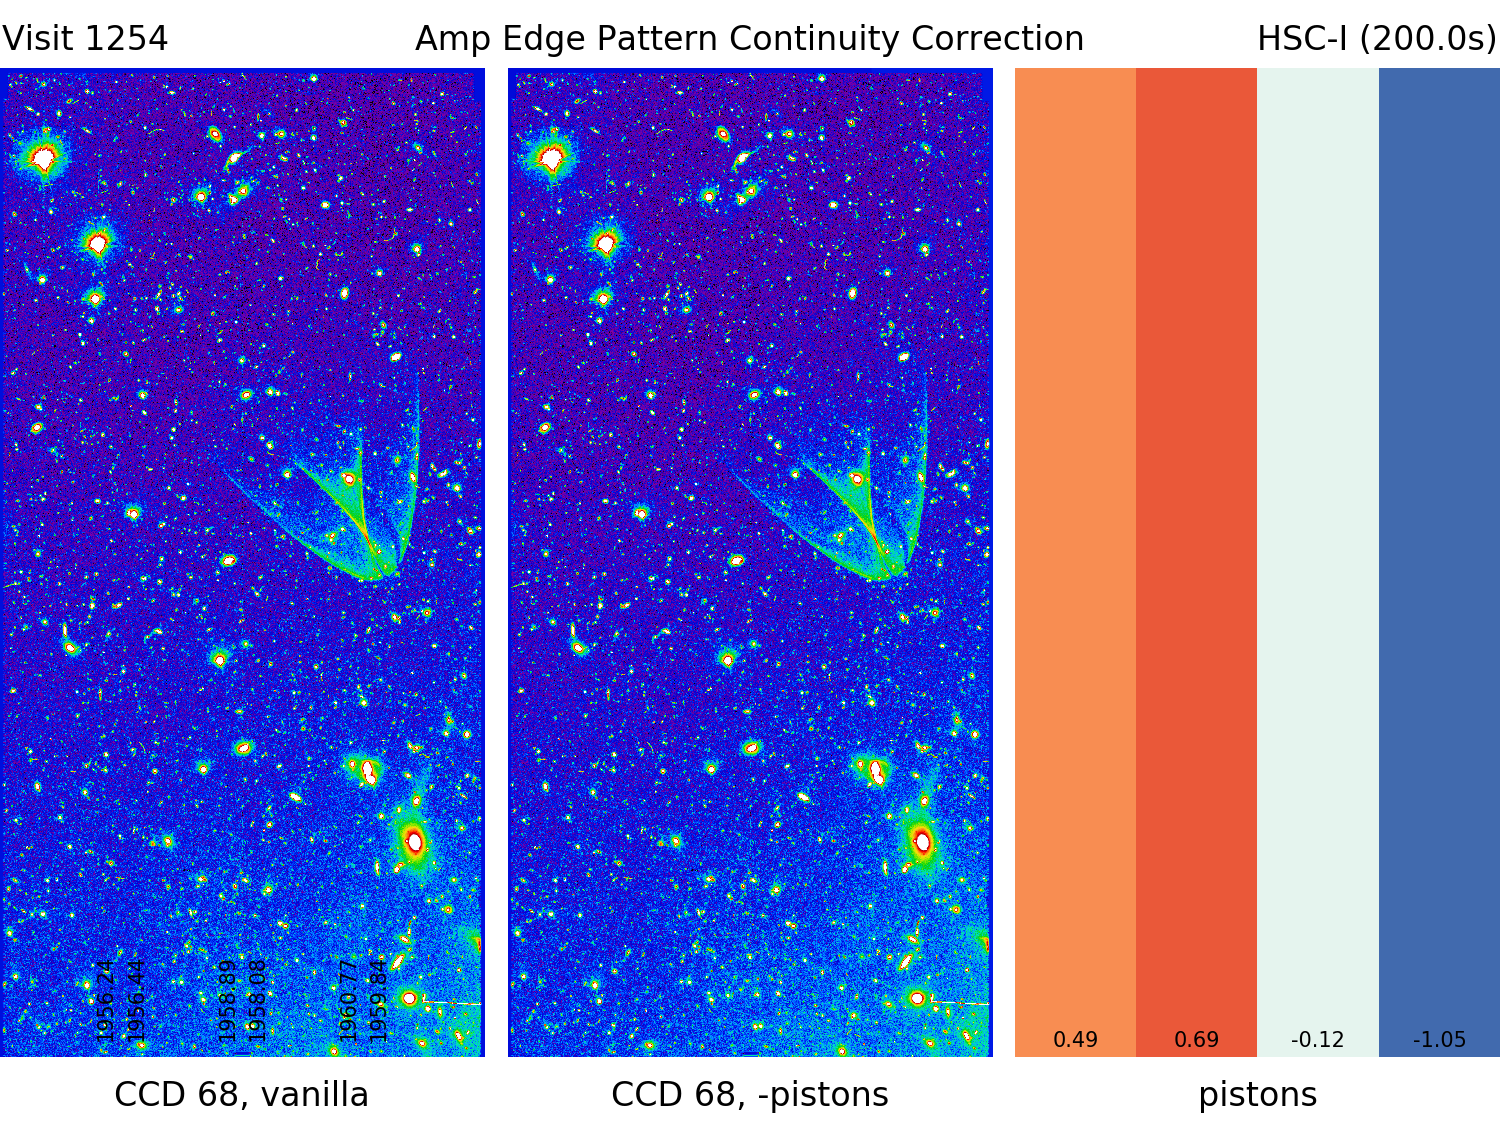 Visit 1254 Amp Edge Pattern Continuity Correction HSC-I (200.0s)
1956.24
1956.44
1958.89
1958.08
1960.77
1959.84
0.49 0.69 -0.12 -1.05
CCD 68, vanilla CCD 68, -pistons pistons